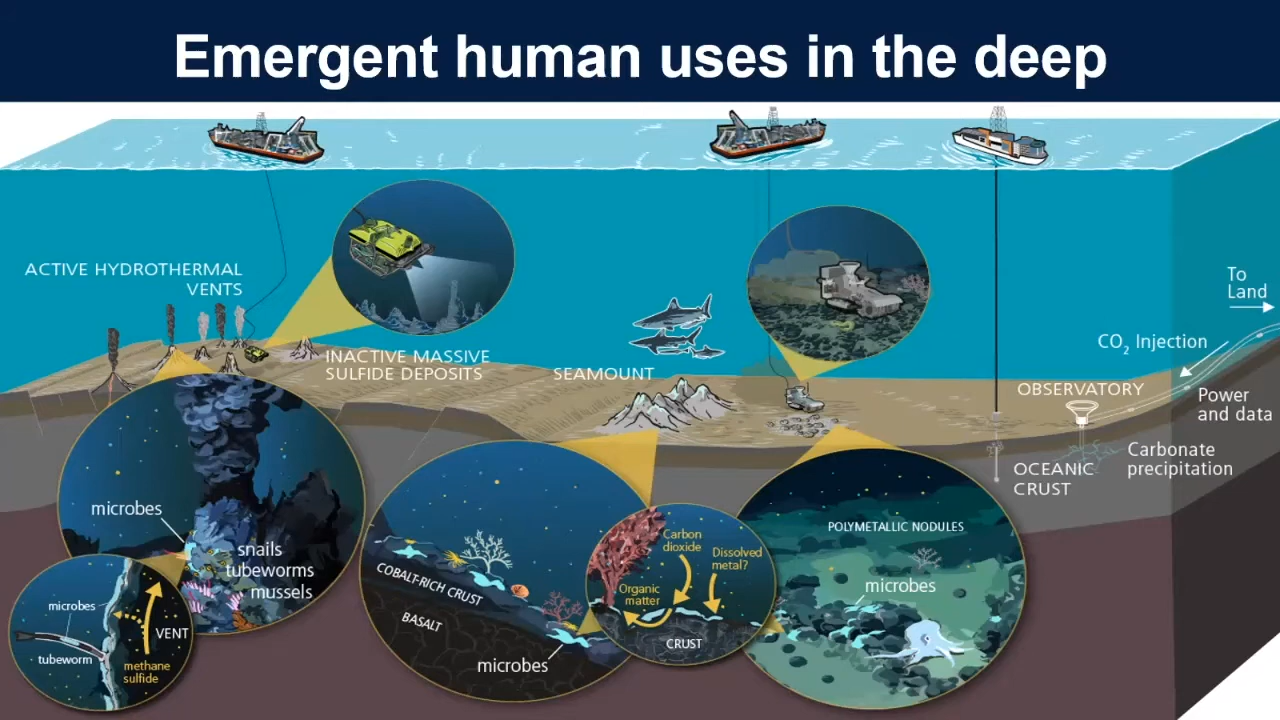 Emergent human uses in the deep
ACTIVE HYDROTHERMAL
VENTS
INACTIVE MASSIVE
SULFIDE DEPOSITS
SEAMOUNT
To
Land
CO₂ Injection
OBSERVATORY
Power
and data
Carbonate
precipitation
OCEANIC
CRUST
microbes
snails
tubeworms
mussels
microbes
tubeworm
VENT
methane
sulfide
COBALT-RICH CRUST
BASALT
microbes
Carbon
dioxide
Dissolved
metal?
Organic
matter
CRUST
POLYMETALLIC NODULES
microbes